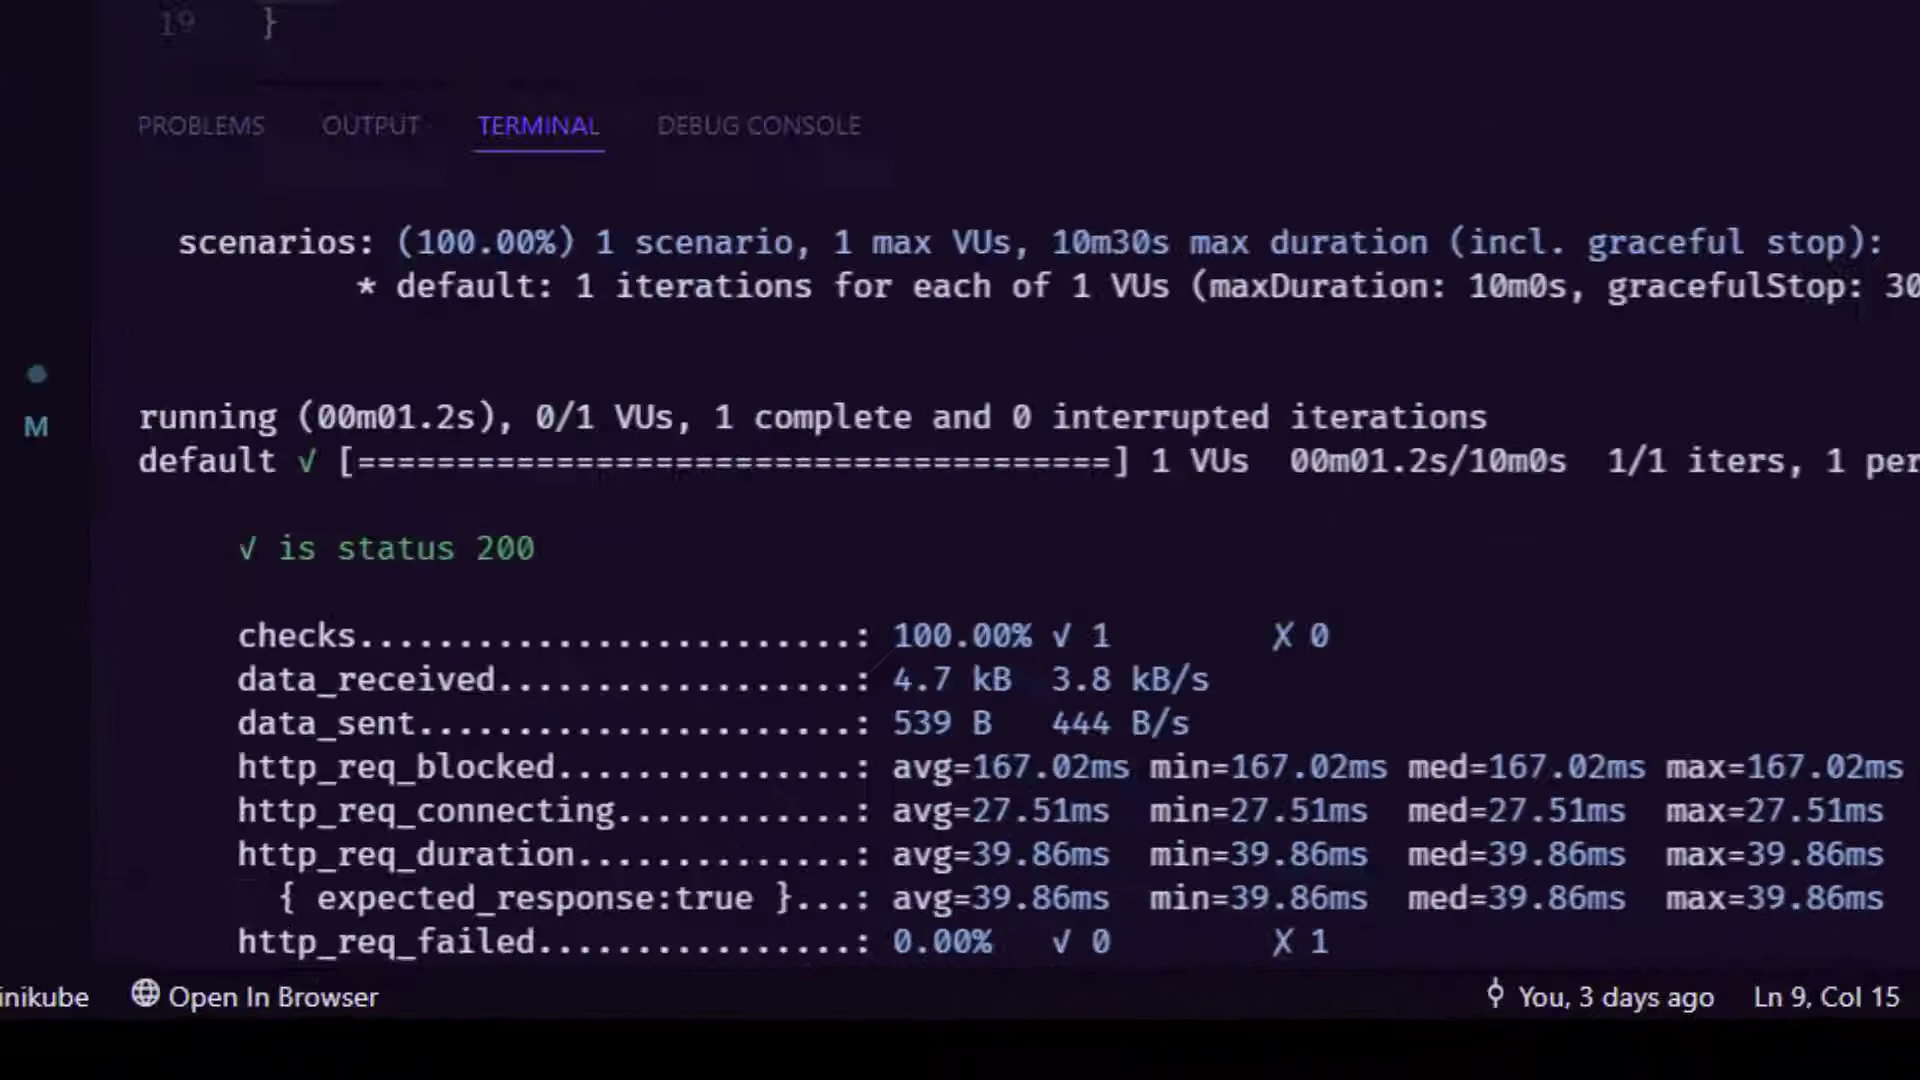 19 }
PROBLEMS OUTPUT TERMINAL DEBUG CONSOLE
scenarios: (100.00%) 1 scenario, 1 max VUs, 10m30s max duration (incl. graceful stop):
* default: 1 iterations for each of 1 VUs (maxDuration: 10m0s, gracefulStop: 30
M
running (00m01.2s), 0/1 VUs, 1 complete and 0 interrupted iterations
default ✓ [======================================] 1 VUs 00m01.2s/10m0s 1/1 iters, 1 per
✓ is status 200
checks.........................: 100.00% ✓ 1 ✗ 0
data_received..................: 4.7 kB 3.8 kB/s
data_sent......................: 539 B 444 B/s
http_req_blocked...............: avg=167.02ms min=167.02ms med=167.02ms max=167.02ms
http_req_connecting............: avg=27.51ms min=27.51ms med=27.51ms max=27.51ms
http_req_duration..............: avg=39.86ms min=39.86ms med=39.86ms max=39.86ms
{ expected_response:true }...: avg=39.86ms min=39.86ms med=39.86ms max=39.86ms
http_req_failed................: 0.00% ✓ 0 ✗ 1
inikube Open In Browser You, 3 days ago Ln 9, Col 15